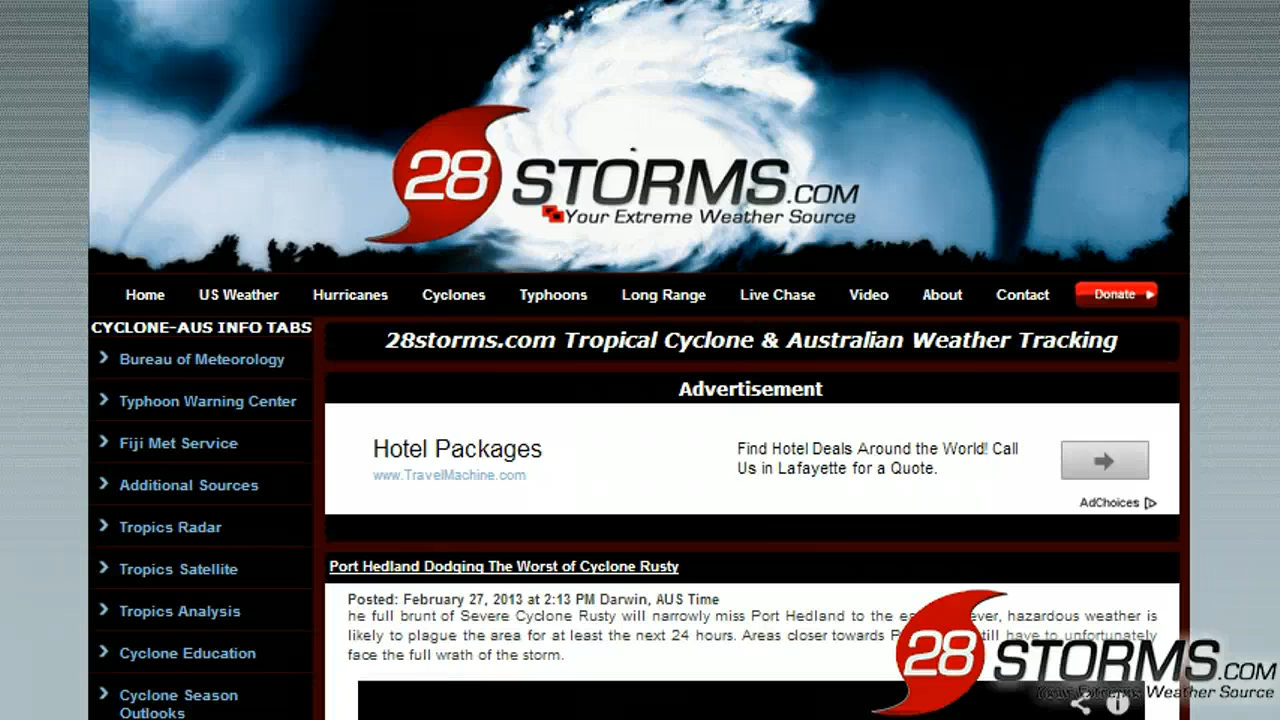 28 STORMS.COM
Your Extreme Weather Source
Home US Weather Hurricanes Cyclones Typhoons Long Range Live Chase Video About Contact Donate
CYCLONE-AUS INFO TABS
Bureau of Meteorology
Typhoon Warning Center
Fiji Met Service
Additional Sources
Tropics Radar
Tropics Satellite
Tropics Analysis
Cyclone Education
Cyclone Season
Outlooks
28storms.com Tropical Cyclone & Australian Weather Tracking
Advertisement
Hotel Packages
www.TravelMachine.com
Find Hotel Deals Around the World! Call
Us in Lafayette for a Quote.
AdChoices
Port Hedland Dodging The Worst of Cyclone Rusty
Posted: February 27, 2013 at 2:13 PM Darwin, AUS Time
he full brunt of Severe Cyclone Rusty will narrowly miss Port Hedland to the hazardous weather is
likely to plague the area for at least the next 24 hours. Areas closer towards have to unfortunately
face the full wrath of the storm.
28 STORMS.COM
Your Extreme Weather Source